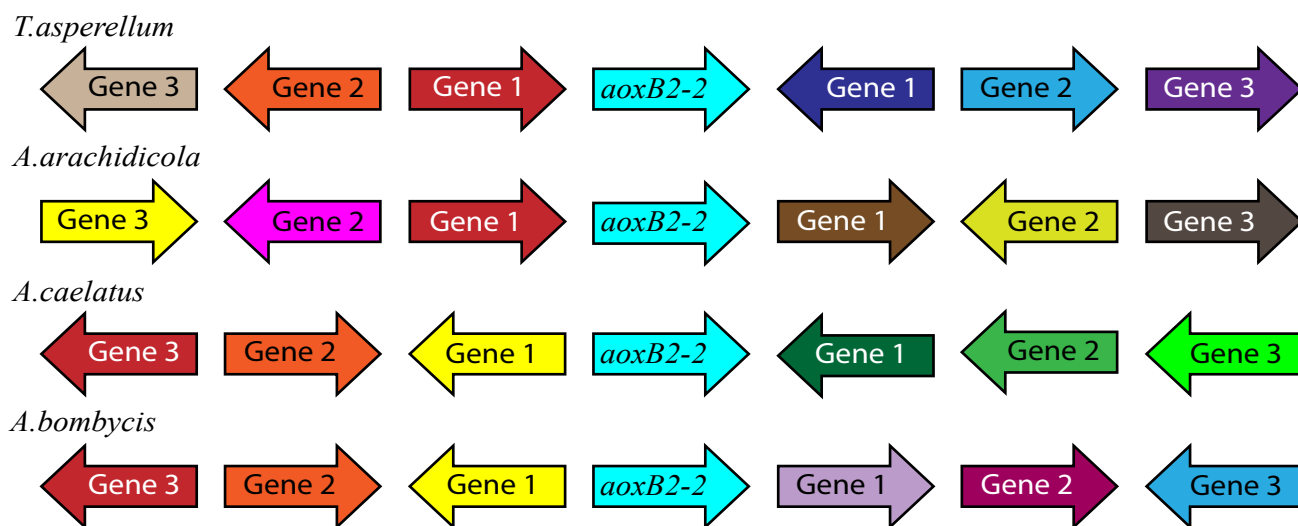 T.asperellum
Gene 3 Gene 2 Gene 1 aoxB2-2 Gene 1 Gene 2 Gene 3
A.arachidicola
Gene 3 Gene 2 Gene 1 aoxB2-2 Gene 1 Gene 2 Gene 3
A.caelatus
Gene 3 Gene 2 Gene 1 aoxB2-2 Gene 1 Gene 2 Gene 3
A.bombycis
Gene 3 Gene 2 Gene 1 aoxB2-2 Gene 1 Gene 2 Gene 3